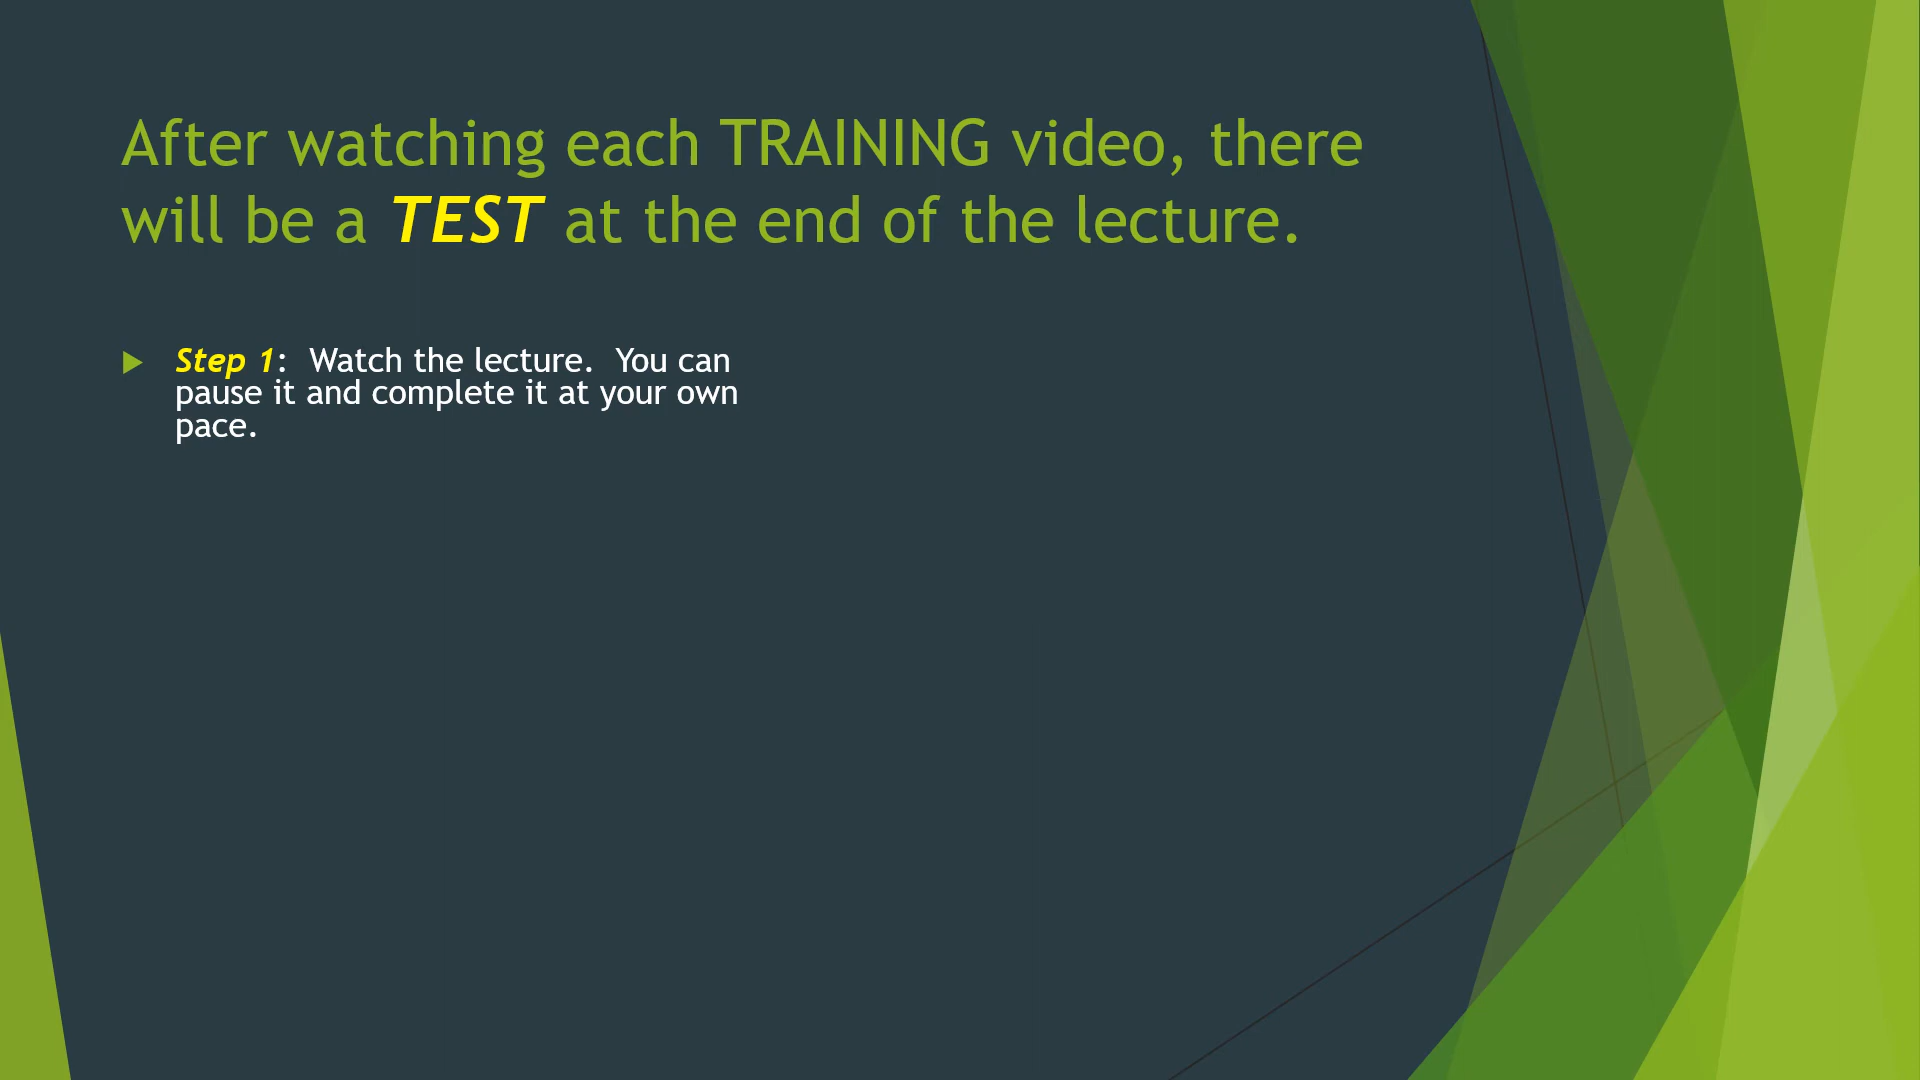 After watching each TRAINING video, there
will be a TEST at the end of the lecture.
Step 1:  Watch the lecture.  You can
pause it and complete it at your own
pace.